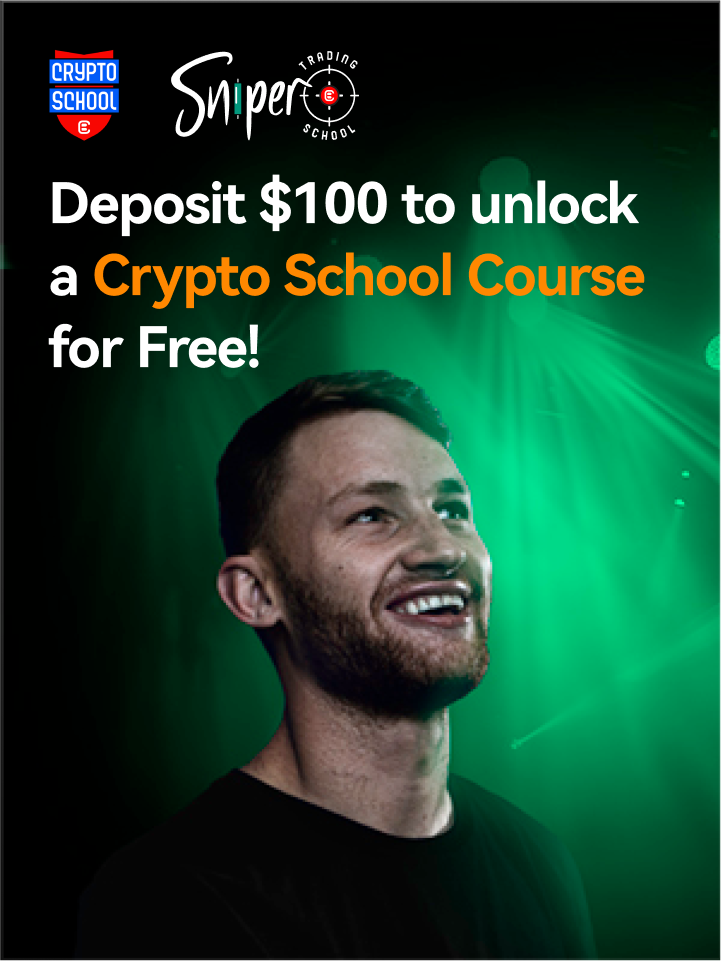 CRYPTO
SCHOOL
Sniper
TRADING
SCHOOL
Deposit $100 to unlock
a Crypto School Course
for Free!